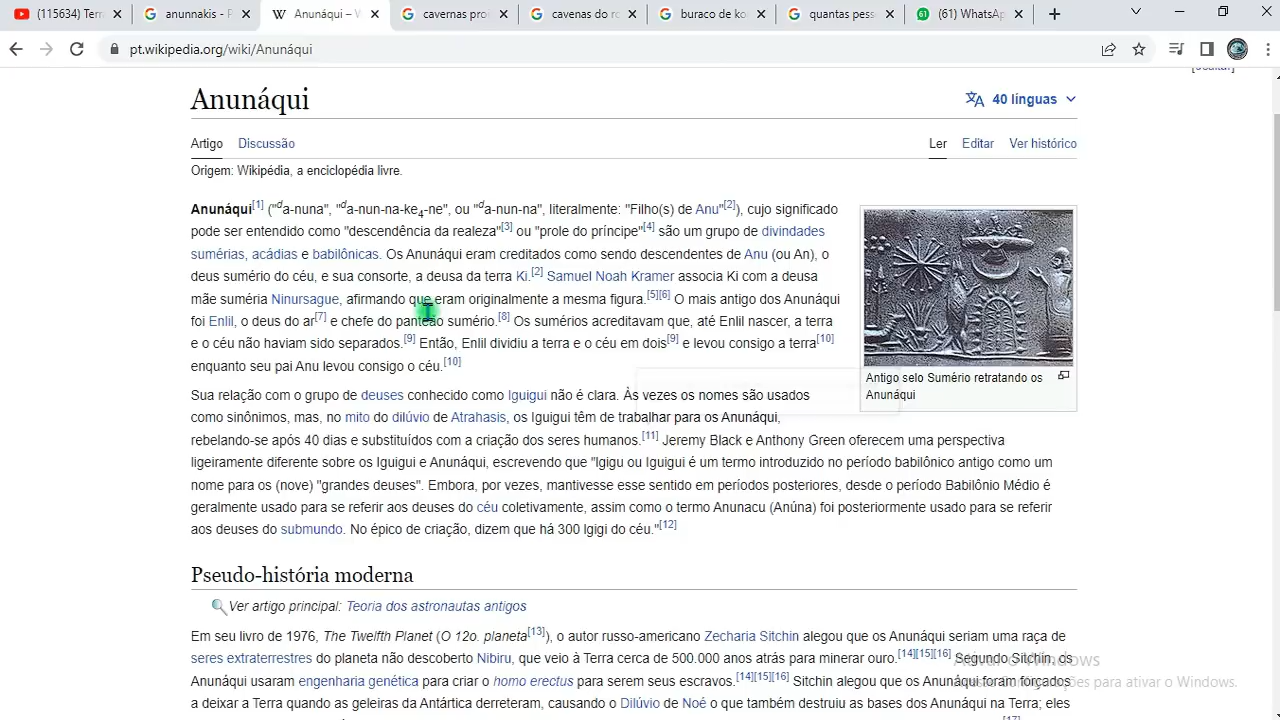 (115634) Terr
anunnakis - P
Anunáqui – W
cavernas pro
cavenas do ro
buraco de ko
quantas pess
(61) WhatsAp
pt.wikipedia.org/wiki/Anunáqui
Anunáqui
40 línguas
Artigo Discussão
Ler Editar Ver histórico
Origem: Wikipédia, a enciclopédia livre.
Anunáqui[1] ("da-nuna", "da-nun-na-ke4-ne", ou "da-nun-na", literalmente: "Filho(s) de Anu"[2]), cujo significado
pode ser entendido como "descendência da realeza"[3] ou "prole do príncipe"[4] são um grupo de divindades
sumérias, acádias e babilônicas. Os Anunáqui eram creditados como sendo descendentes de Anu (ou An), o
deus sumério do céu, e sua consorte, a deusa da terra Ki.[2] Samuel Noah Kramer associa Ki com a deusa
mãe suméria Ninursague, afirmando que eram originalmente a mesma figura.[5][6] O mais antigo dos Anunáqui
foi Enlil, o deus do ar[7] e chefe do panteão sumério.[8] Os sumérios acreditavam que, até Enlil nascer, a terra
e o céu não haviam sido separados.[9] Então, Enlil dividiu a terra e o céu em dois[9] e levou consigo a terra[10]
enquanto seu pai Anu levou consigo o céu.[10]
Antigo selo Sumério retratando os
Anunáqui
Sua relação com o grupo de deuses conhecido como Iguigui não é clara. Às vezes os nomes são usados
como sinônimos, mas, no mito do dilúvio de Atrahasis, os Iguigui têm de trabalhar para os Anunáqui,
rebelando-se após 40 dias e substituídos com a criação dos seres humanos.[11] Jeremy Black e Anthony Green oferecem uma perspectiva
ligeiramente diferente sobre os Iguigui e Anunáqui, escrevendo que "Igigu ou Iguigui é um termo introduzido no período babilônico antigo como um
nome para os (nove) "grandes deuses". Embora, por vezes, mantivesse esse sentido em períodos posteriores, desde o período Babilônio Médio é
geralmente usado para se referir aos deuses do céu coletivamente, assim como o termo Anunacu (Anúna) foi posteriormente usado para se referir
aos deuses do submundo. No épico de criação, dizem que há 300 Igigi do céu."[12]
Pseudo-história moderna
Ver artigo principal: Teoria dos astronautas antigos
Em seu livro de 1976, The Twelfth Planet (O 12o. planeta[13]), o autor russo-americano Zecharia Sitchin alegou que os Anunáqui seriam uma raça de
seres extraterrestres do planeta não descoberto Nibiru, que veio à Terra cerca de 500.000 anos atrás para minerar ouro.[14][15][16] Segundo Sitchin, os
Anunáqui usaram engenharia genética para criar o homo erectus para serem seus escravos.[14][15][16] Sitchin alegou que os Anunáqui foram forçados
a deixar a Terra quando as geleiras da Antártica derreteram, causando o Dilúvio de Noé o que também destruiu as bases dos Anunáqui na Terra; eles
[17]
Ativar o Windows
para ativar o Windows.